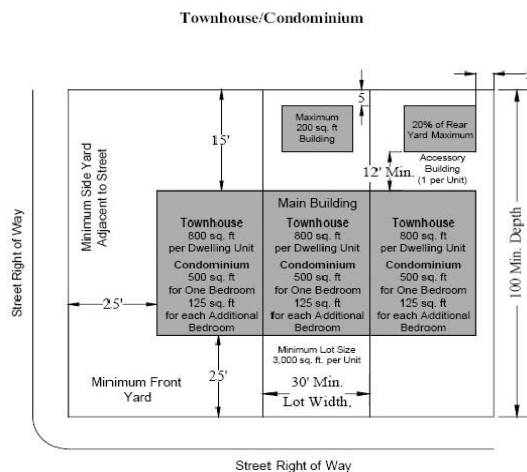 Townhouse/Condominium
5
15'
Maximum
200 sq. ft
Building
20% of Rear
Yard Maximum
12' Min.
Accessory
Building
(1 per Unit)
Minimum Side Yard
Adjacent to Street
Street Right of Way
Main Building
Townhouse
800 sq. ft
per Dwelling Unit
Condominium
500 sq. ft
for One Bedroom
125 sq. ft
for each Additional
Bedroom
Townhouse
800 sq. ft
per Dwelling Unit
Condominium
500 sq. ft
for One Bedroom
125 sq. ft
for each Additional
Bedroom
Townhouse
800 sq. ft
per Dwelling Unit
Condominium
500 sq. ft
for One Bedroom
125 sq. ft
for each Additional
Bedroom
100 Min. Depth
25'
25'
Minimum Front
Yard
Minimum Lot Size
3,000 sq. ft. per Unit
30' Min.
Lot Width.
Street Right of Way